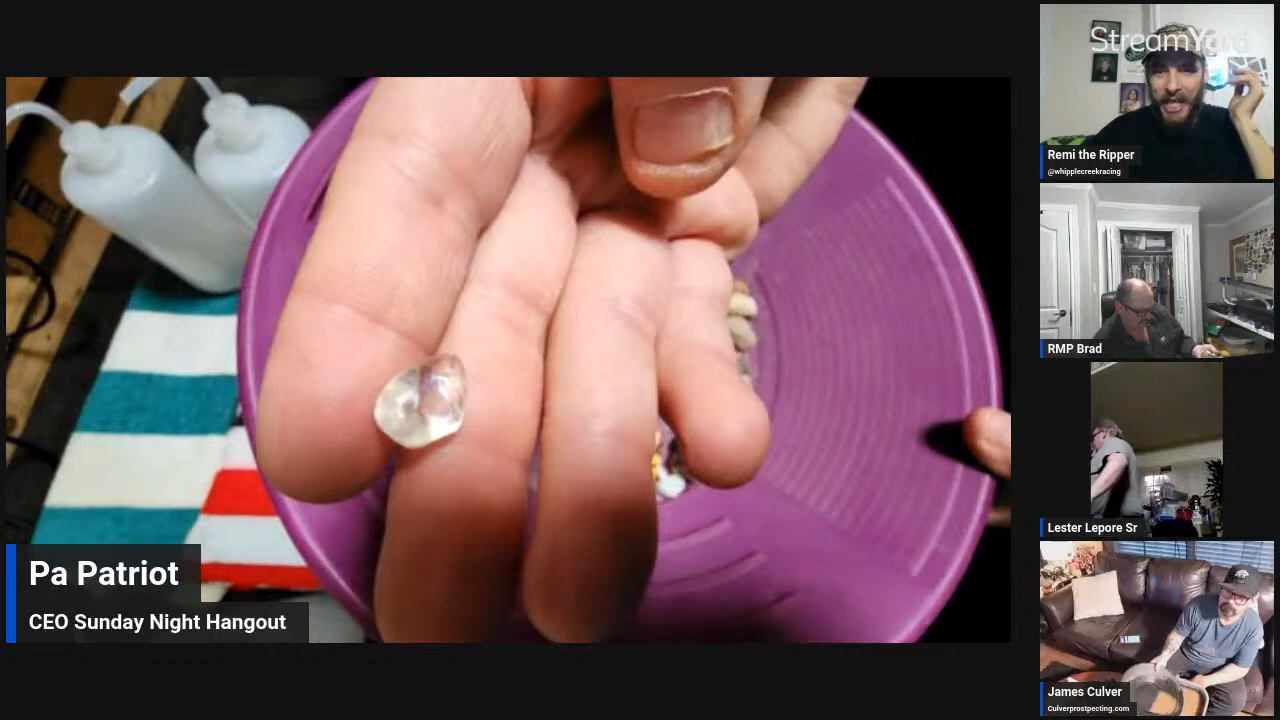 Pa Patriot
CEO Sunday Night Hangout
StreamYard
Remi the Ripper
@whipplecreekracing
RMP Brad
Lester Lepore Sr
James Culver
Culverprostpecting.com